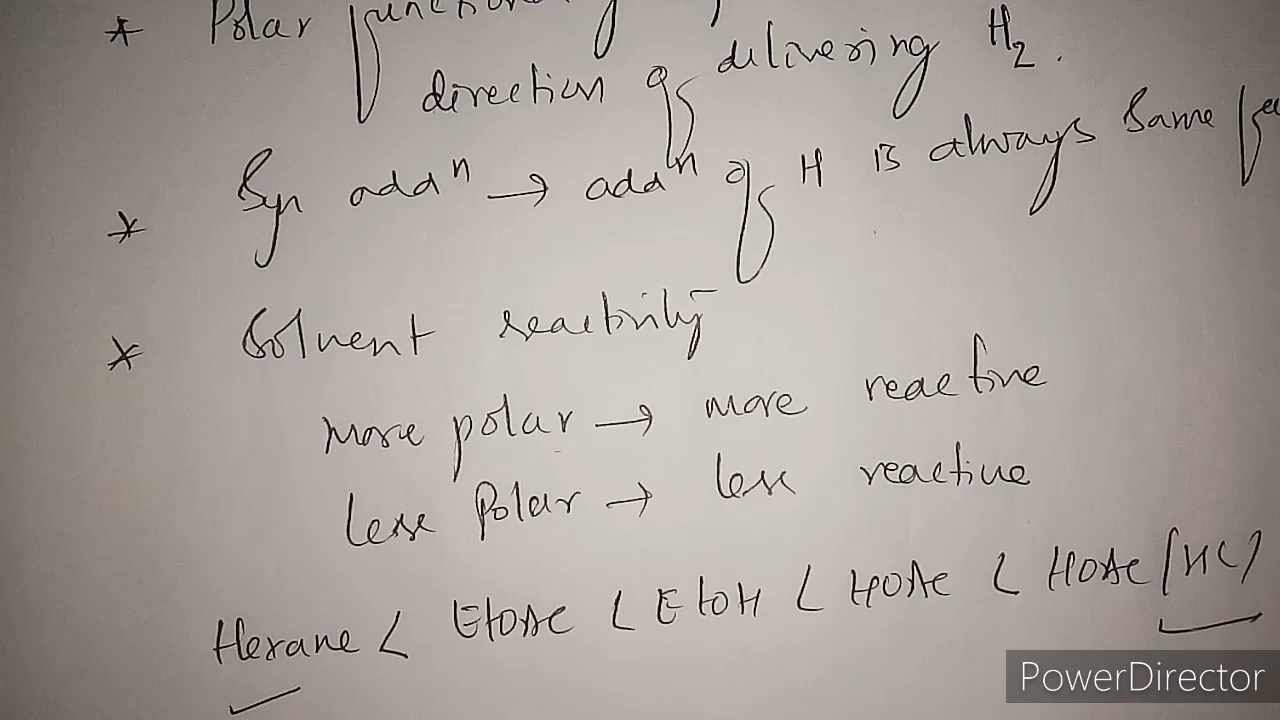 * Polar
direction of delivering H2.
* Syn addn → addn of H is always same
* Solvent reactivity
more polar → more reactive
less Polar → less reactive
Hexane < EtOAc < EtOH < HOAc < HOAc (HCl)
PowerDirector